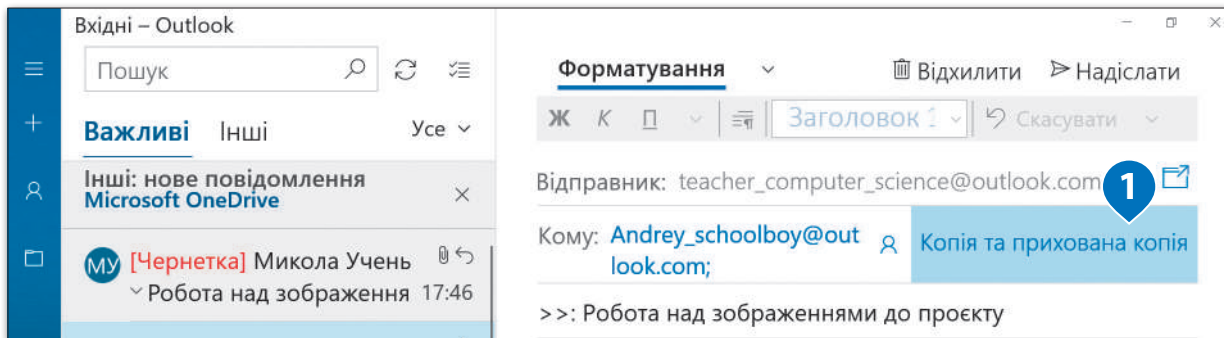 Вхідні – Outlook
Пошук
Важливі Інші Усе
Інші: нове повідомлення
Microsoft OneDrive
МУ [Чернетка] Микола Учень
Робота над зображення 17:46
Форматування Відхилити Надіслати
Ж К П Заголовок 1 Скасувати
Відправник: teacher_computer_science@outlook.com
1
Кому: Andrey_schoolboy@out
look.com;
Копія та прихована копія
>>: Робота над зображеннями до проєкту